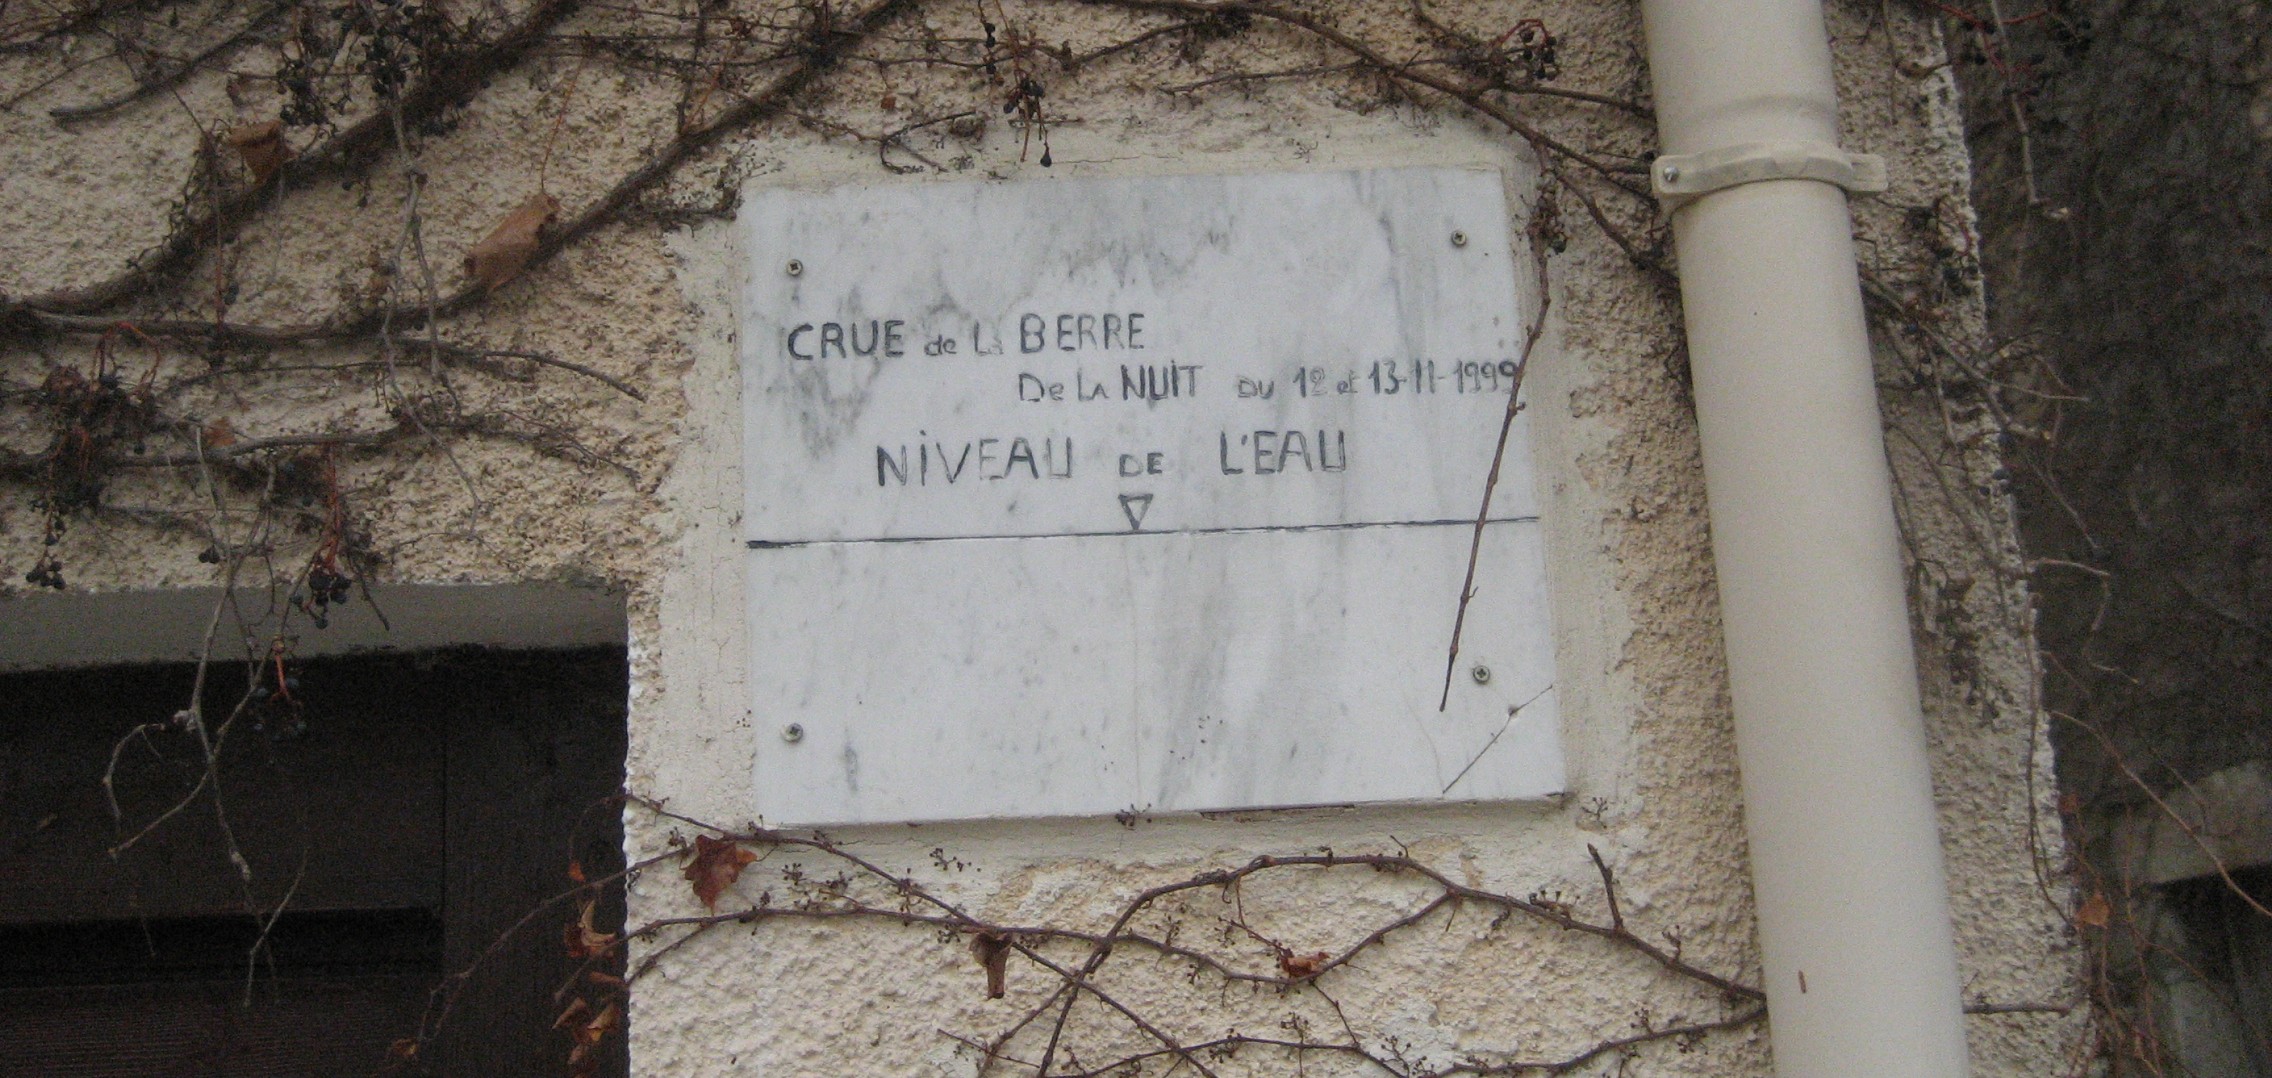 CRUE de La BERRE
De LA NUIT DU 12 et 13-11-1999
NIVEAU DE L'EAU